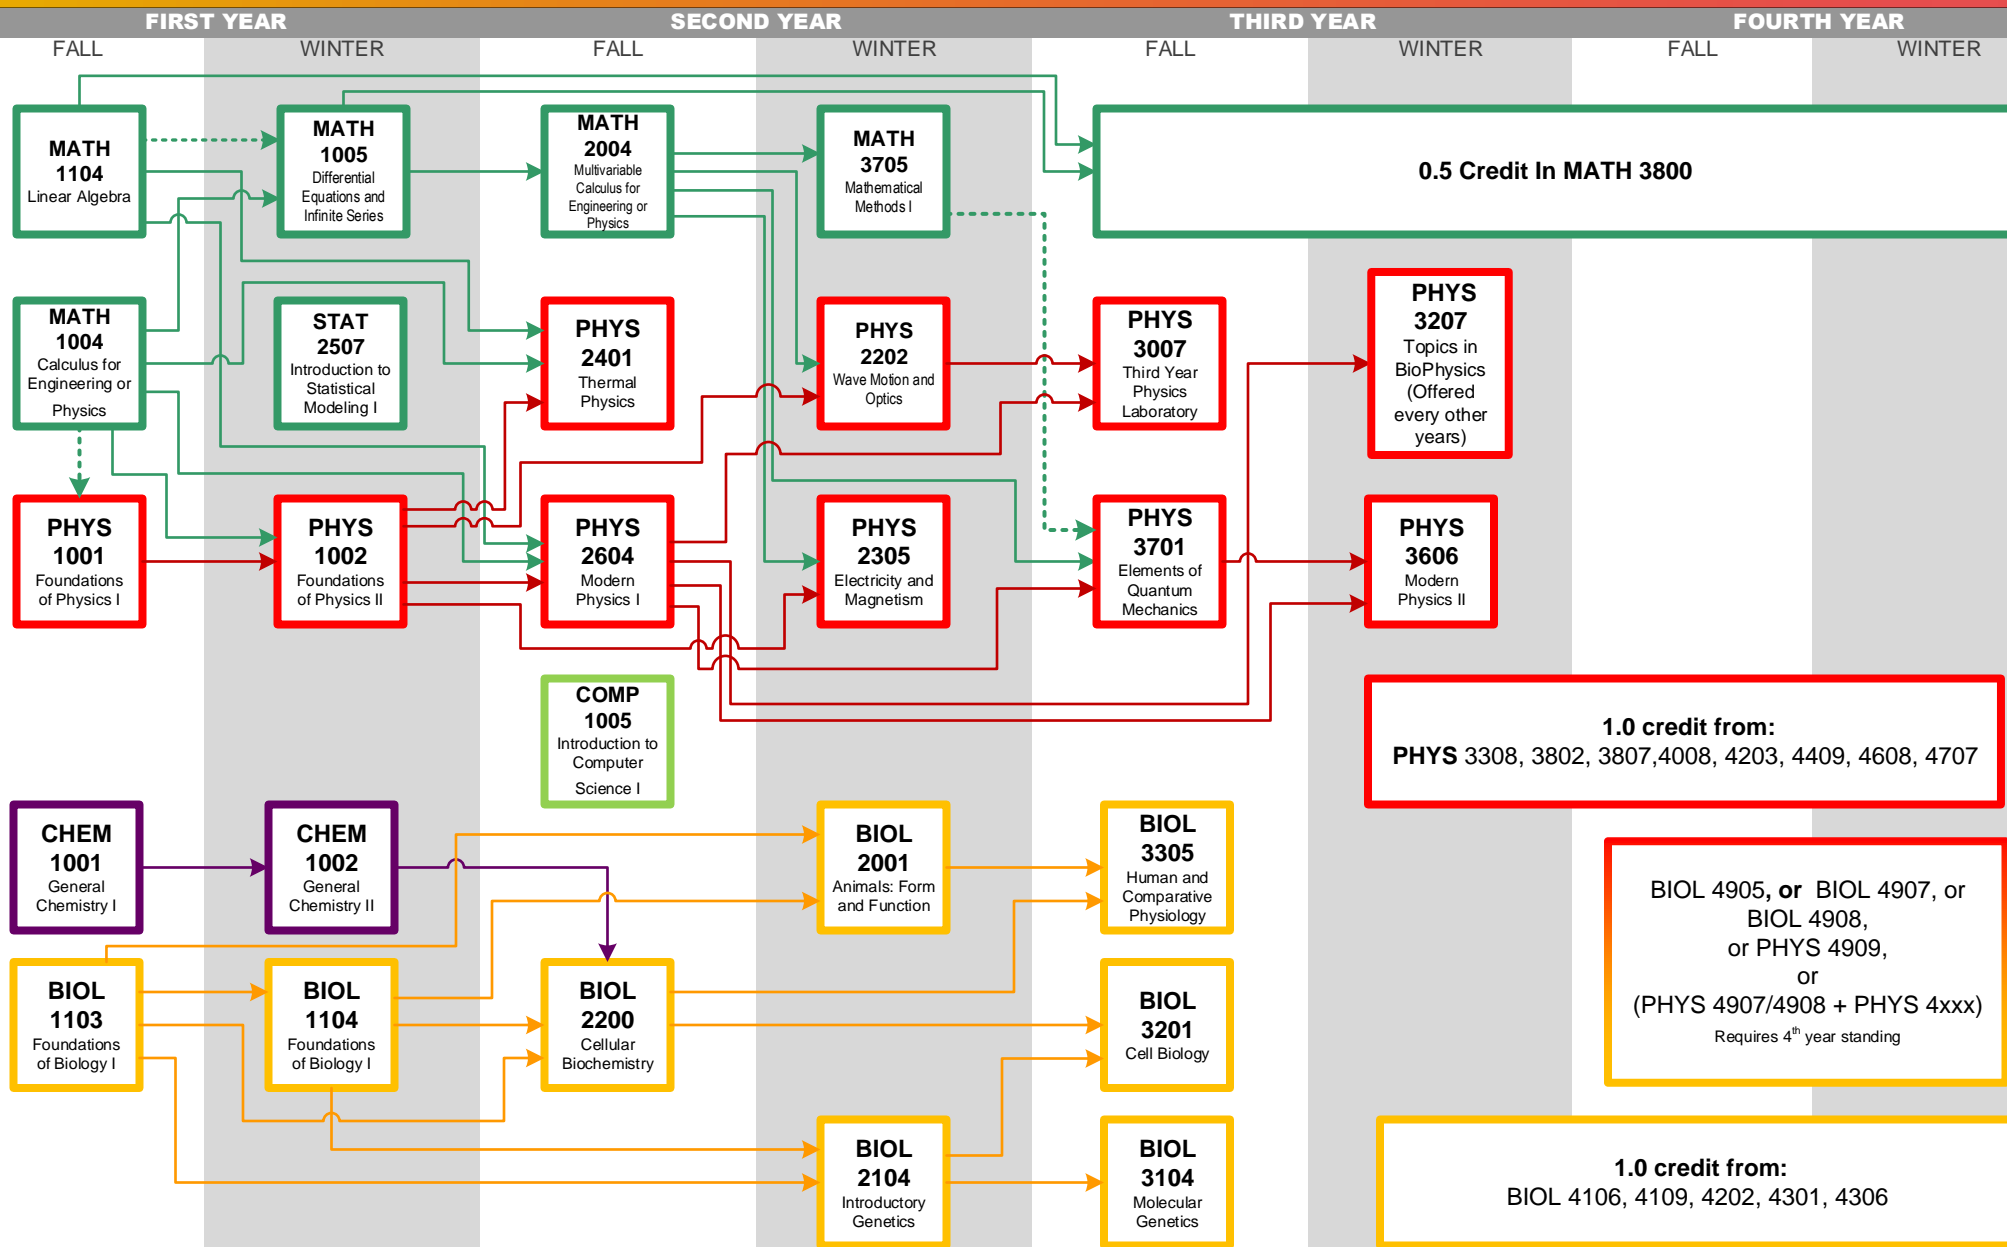 FIRST YEAR
SECOND YEAR
THIRD YEAR
FOURTH YEAR
FALL
WINTER
FALL
WINTER
FALL
WINTER
FALL
WINTER
MATH
1104
Linear Algebra
MATH
1005
Differential
Equations and
Infinite Series
MATH
2004
Multivariable
Calculus for
Engineering or
Physics
MATH
3705
Mathematical
Methods I
0.5 Credit In MATH 3800
MATH
1004
Calculus for
Engineering or
Physics
STAT
2507
Introduction to
Statistical
Modeling I
PHYS
2401
Thermal
Physics
PHYS
2202
Wave Motion and
Optics
PHYS
3007
Third Year
Physics
Laboratory
PHYS
3207
Topics in
BioPhysics
(Offered
every other
years)
PHYS
1001
Foundations
of Physics I
PHYS
1002
Foundations
of Physics II
PHYS
2604
Modern
Physics I
PHYS
2305
Electricity and
Magnetism
PHYS
3701
Elements of
Quantum
Mechanics
PHYS
3606
Modern
Physics II
COMP
1005
Introduction to
Computer
Science I
1.0 credit from:
PHYS 3308, 3802, 3807,4008, 4203, 4409, 4608, 4707
CHEM
1001
General
Chemistry I
CHEM
1002
General
Chemistry II
BIOL
2001
Animals: Form
and Function
BIOL
3305
Human and
Comparative
Physiology
BIOL 4905, or BIOL 4907, or
BIOL 4908,
or PHYS 4909,
or
(PHYS 4907/4908 + PHYS 4xxx)
Requires 4th year standing
BIOL
1103
Foundations
of Biology I
BIOL
1104
Foundations
of Biology I
BIOL
2200
Cellular
Biochemistry
BIOL
3201
Cell Biology
BIOL
2104
Introductory
Genetics
BIOL
3104
Molecular
Genetics
1.0 credit from:
BIOL 4106, 4109, 4202, 4301, 4306